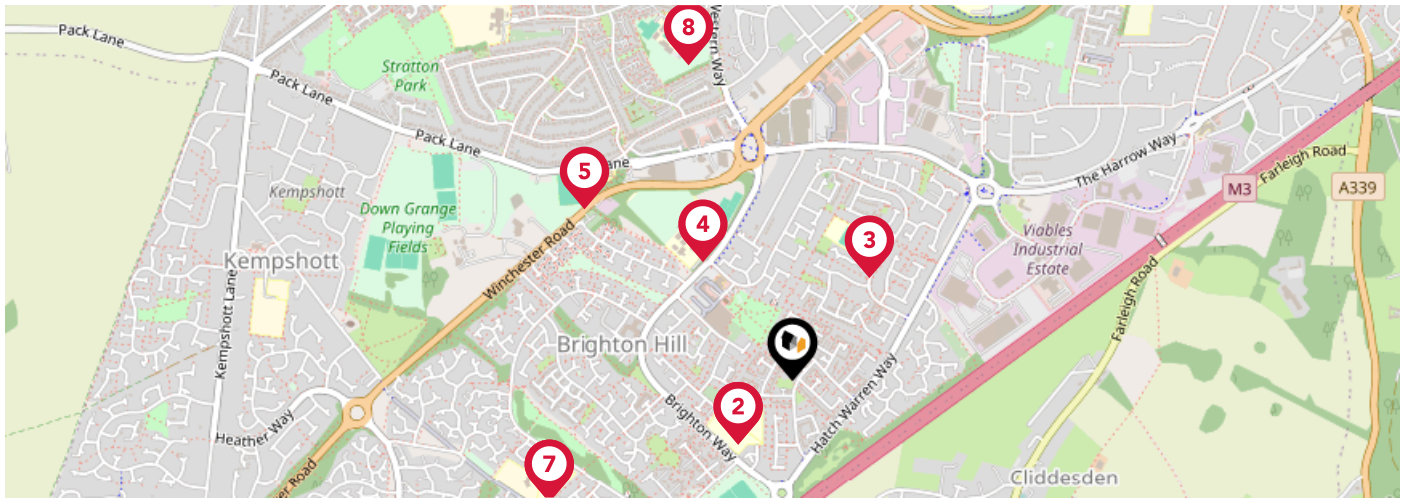 8
Western Way
Pack Lane
Stratton
Park
Pack Lane
Pack Lane
ane
5
The Harrow Way
Farleigh Road
M3
A339
Kempshott
Down Grange
Playing
Fields
4
3
Viables
Industrial
Estate
Kempshott
Winchester Road
Kempshott Lane
Farleigh Road
Brighton Hill
2
Brighton Way
Hatch Warren Way
Heather Way
7
er Road
Cliddesden